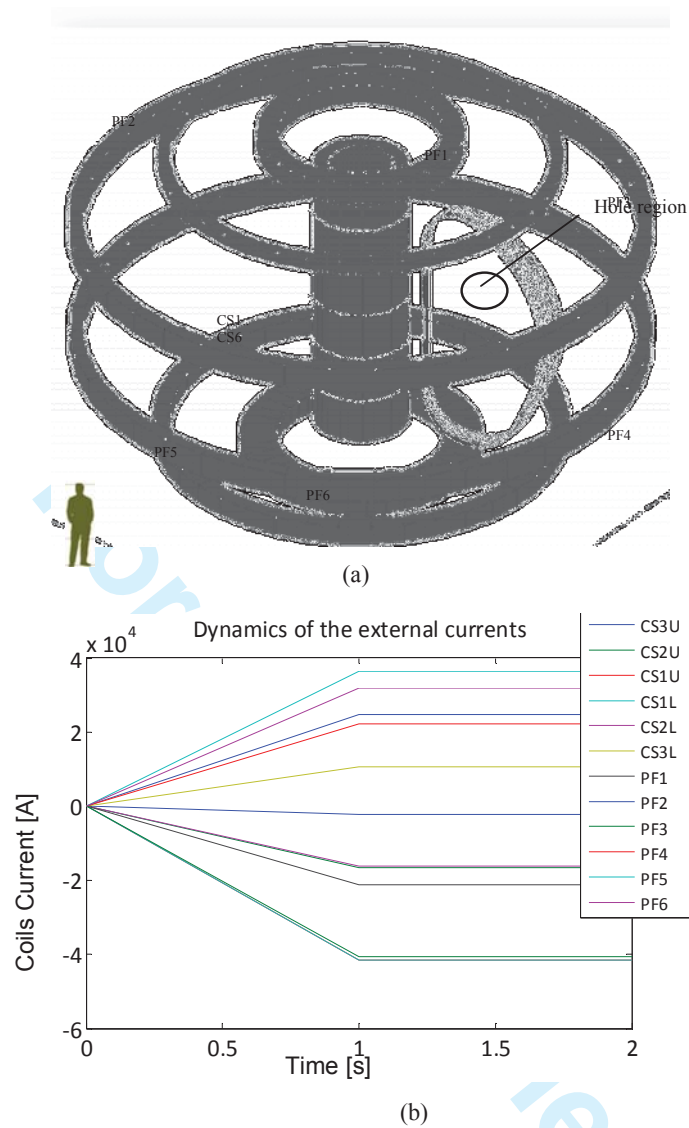 PF2
PF1
PF3
Hole region
CS1
CS6
PF5
PF4
PF6
(a)
x 10^4
Dynamics of the external currents
4
2
0
-2
-4
-6
0
0.5
1
1.5
2
Coils Current [A]
Time [s]
CS3U
CS2U
CS1U
CS1L
CS2L
CS3L
PF1
PF2
PF3
PF4
PF5
PF6
(b)